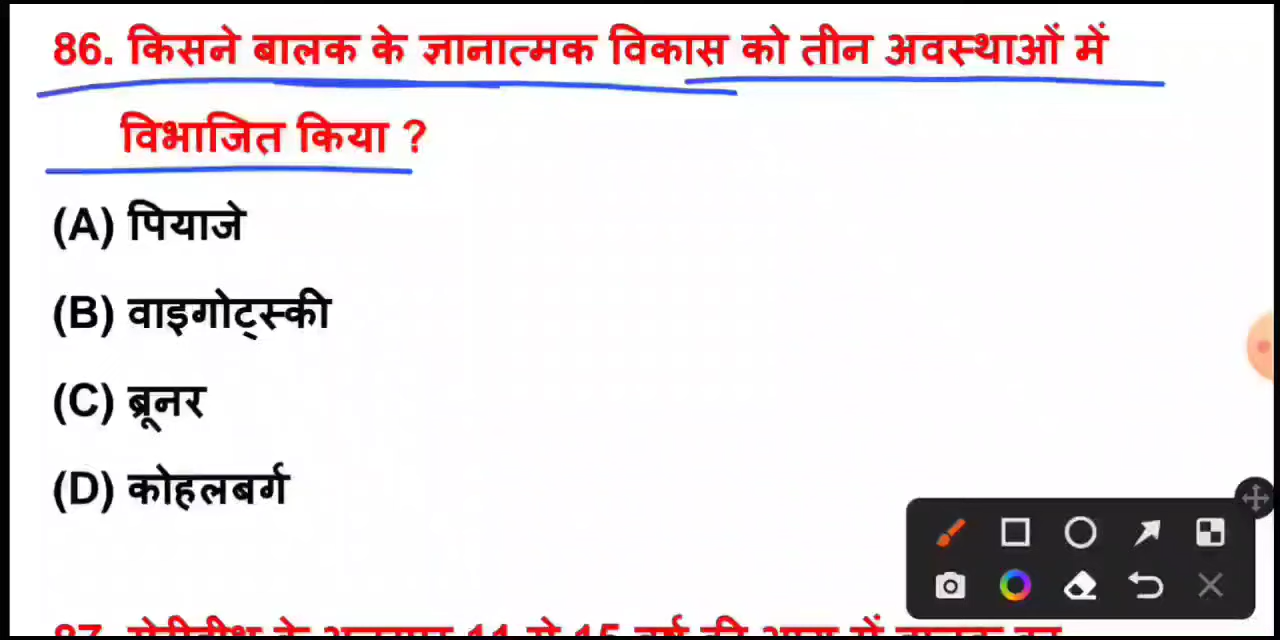 86. किसने बालक के ज्ञानात्मक विकास को तीन अवस्थाओं में
विभाजित किया ?
(A) पियाजे
(B) वाइगोट्स्की
(C) ब्रूनर
(D) कोहलबर्ग